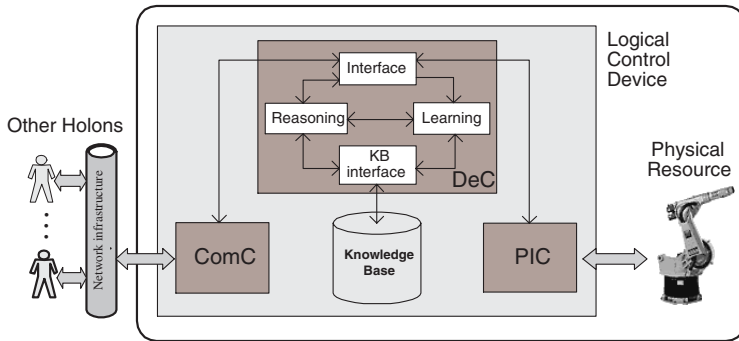 Logical
Control
Device
Interface
Reasoning
Learning
KB
interface
DeC
Other Holons
Network infrastructure
Physical
Resource
ComC
Knowledge
Base
PIC